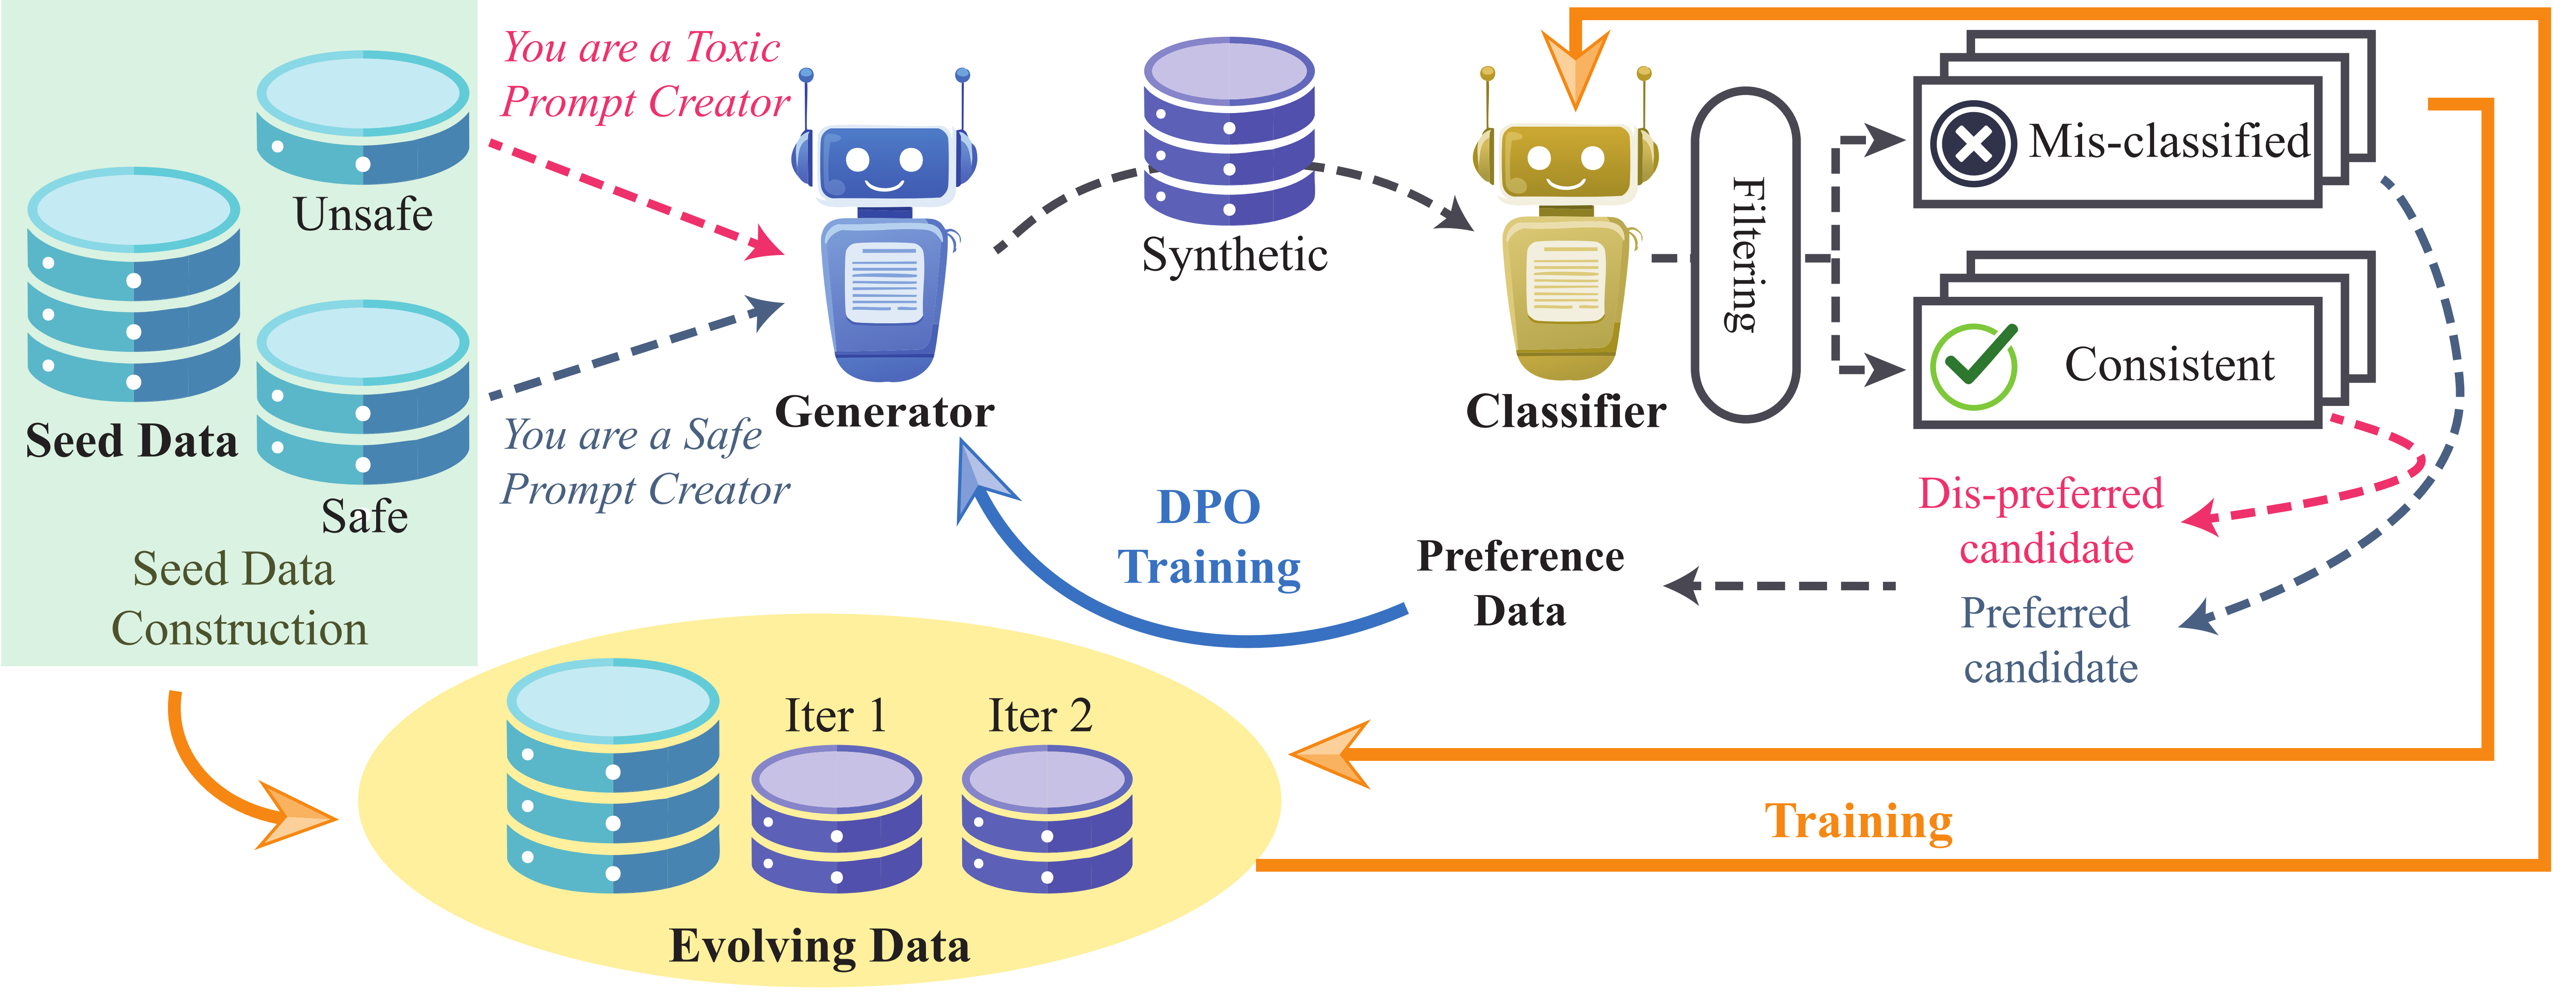 Unsafe
Seed Data
Safe
Seed Data
Construction
You are a Toxic
Prompt Creator
You are a Safe
Prompt Creator
Generator
Synthetic
Classifier
Filtering
Mis-classified
Consistent
Dis-preferred
candidate
Preferred
candidate
Preference
Data
DPO
Training
Iter 1
Iter 2
Evolving Data
Training